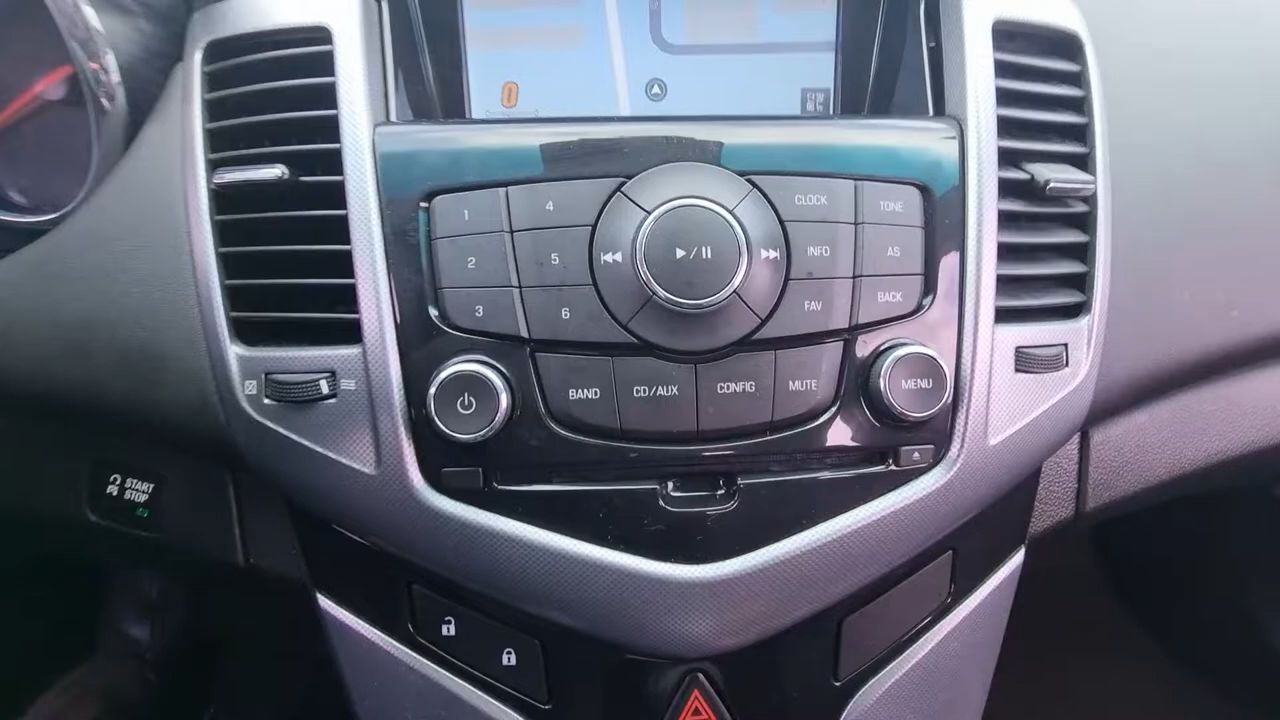 1
4
CLOCK
TONE
2
5
INFO
AS
3
6
FAV
BACK
BAND
CD/AUX
CONFIG
MUTE
MENU
START
STOP